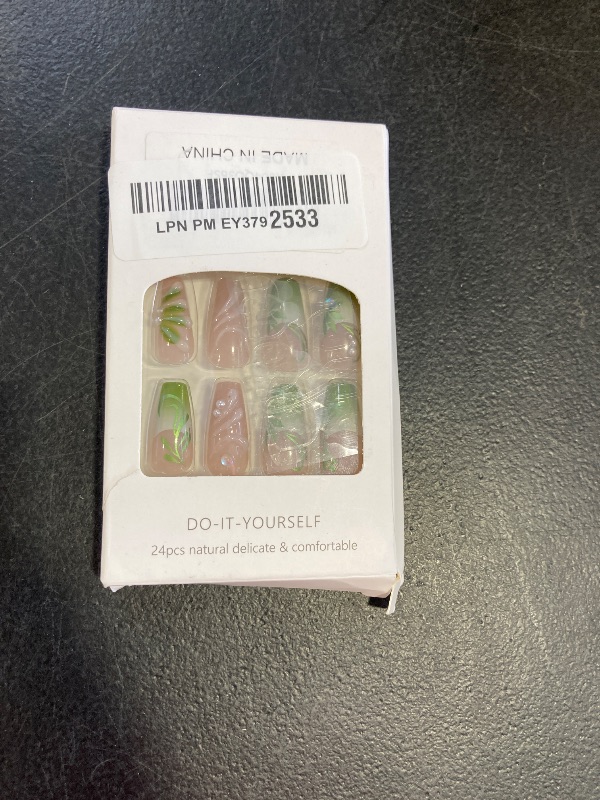 MADE IN CHINA
LPN PM EY3792533
DO-IT-YOURSELF
24pcs natural delicate & comfortable